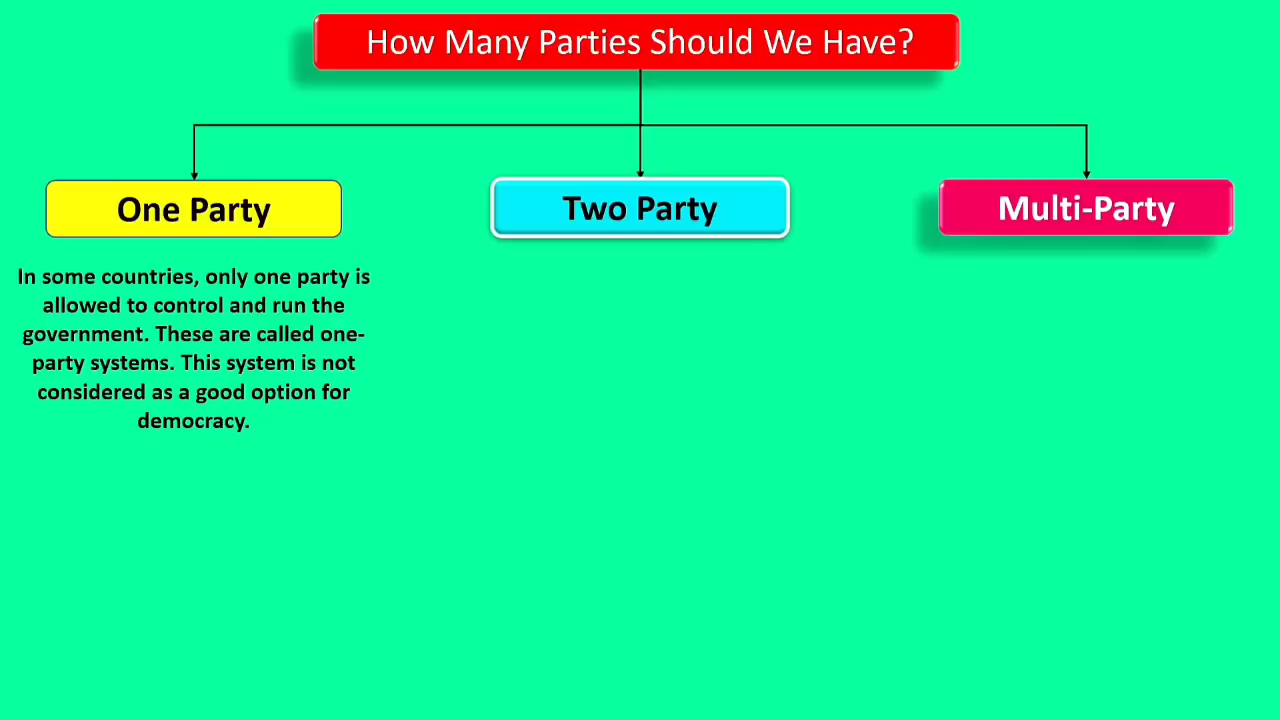 How Many Parties Should We Have?
One Party
Two Party
Multi-Party
In some countries, only one party is
allowed to control and run the
government. These are called one-
party systems. This system is not
considered as a good option for
democracy.